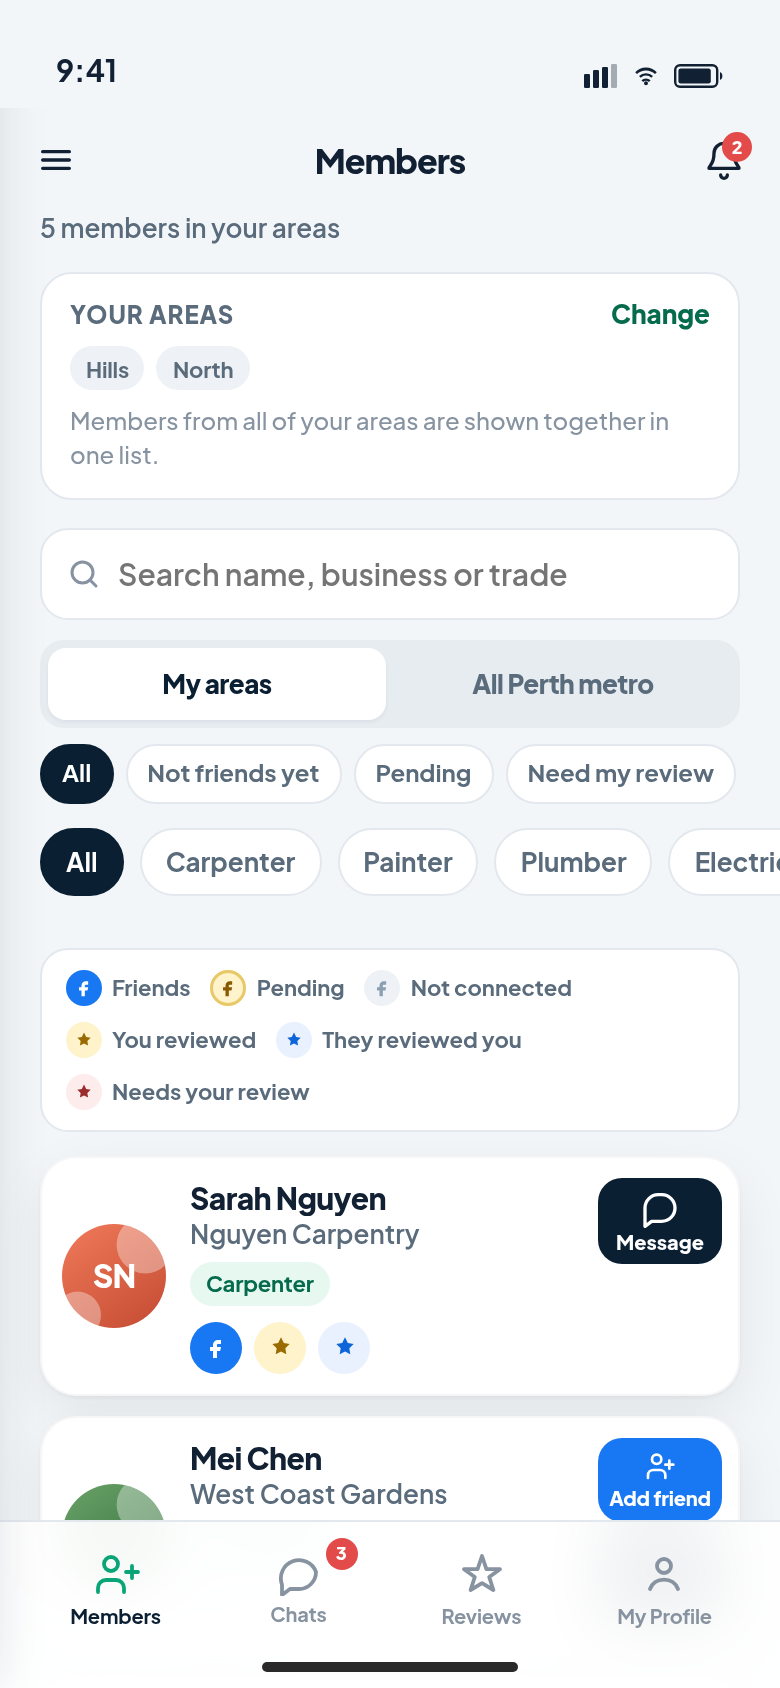 9:41
Members
2
5 members in your areas
YOUR AREAS
Change
Hills
North
Members from all of your areas are shown together in
one list.
Search name, business or trade
My areas
All Perth metro
All
Not friends yet
Pending
Need my review
All
Carpenter
Painter
Plumber
Electric
Friends
Pending
Not connected
You reviewed
They reviewed you
Needs your review
SN
Sarah Nguyen
Nguyen Carpentry
Carpenter
Message
Mei Chen
West Coast Gardens
Add friend
Members
3
Chats
Reviews
My Profile